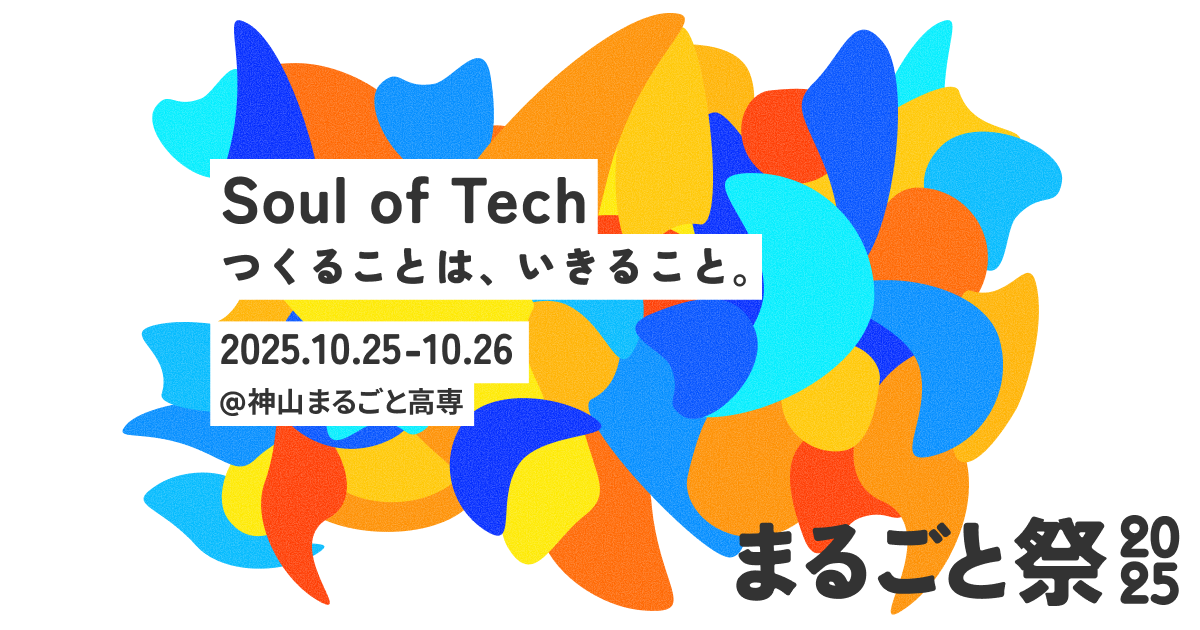 Soul of Tech
つくることは、いきること。
2025.10.25-10.26
@神山まるごと高専
まるごと祭 2025